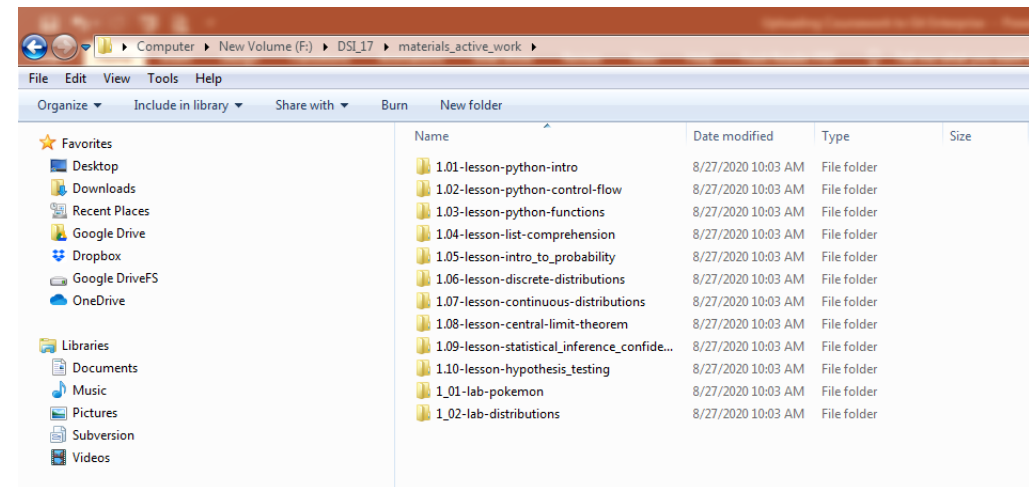 Computer New Volume (F:) DSI_17 materials_active_work
File Edit View Tools Help
Organize Include in library Share with Burn New folder
Favorites
Desktop
Downloads
Recent Places
Google Drive
Dropbox
Google DriveFS
OneDrive
Libraries
Documents
Music
Pictures
Subversion
Videos
Name Date modified Type Size
1.01-lesson-python-intro 8/27/2020 10:03 AM File folder
1.02-lesson-python-control-flow 8/27/2020 10:03 AM File folder
1.03-lesson-python-functions 8/27/2020 10:03 AM File folder
1.04-lesson-list-comprehension 8/27/2020 10:03 AM File folder
1.05-lesson-intro_to_probability 8/27/2020 10:03 AM File folder
1.06-lesson-discrete-distributions 8/27/2020 10:03 AM File folder
1.07-lesson-continuous-distributions 8/27/2020 10:03 AM File folder
1.08-lesson-central-limit-theorem 8/27/2020 10:03 AM File folder
1.09-lesson-statistical_inference_confide... 8/27/2020 10:03 AM File folder
1.10-lesson-hypothesis_testing 8/27/2020 10:03 AM File folder
1_01-lab-pokemon 8/27/2020 10:03 AM File folder
1_02-lab-distributions 8/27/2020 10:03 AM File folder